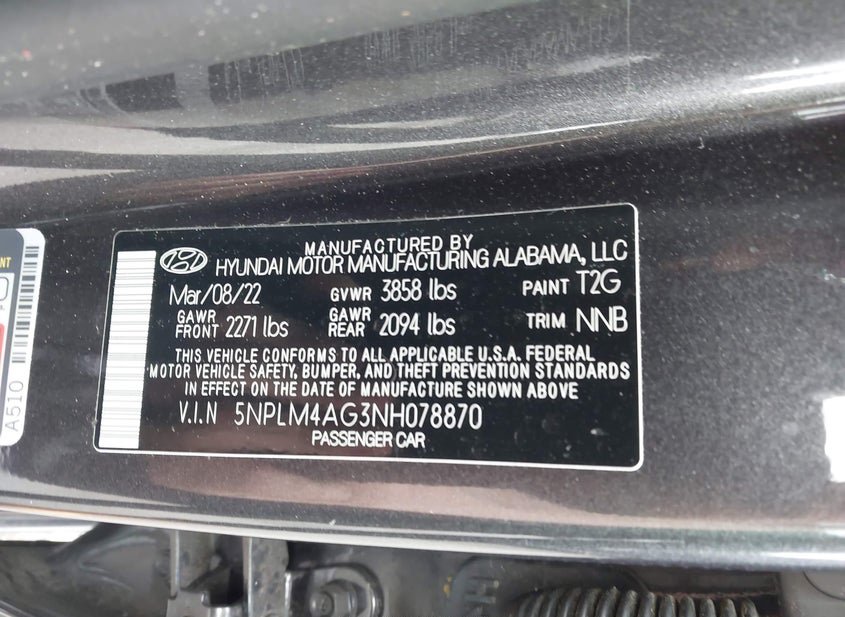 MANUFACTURED BY
HYUNDAI MOTOR MANUFACTURING ALABAMA, LLC
Mar/08/22 GVWR 3858 lbs PAINT T2G
GAWR FRONT 2271 lbs GAWR REAR 2094 lbs TRIM NNB
THIS VEHICLE CONFORMS TO ALL APPLICABLE U.S.A. FEDERAL
MOTOR VEHICLE SAFETY, BUMPER, AND THEFT PREVENTION STANDARDS
IN EFFECT ON THE DATE OF MANUFACTURE SHOWN ABOVE
V.I.N 5NPLM4AG3NH078870
PASSENGER CAR
A510